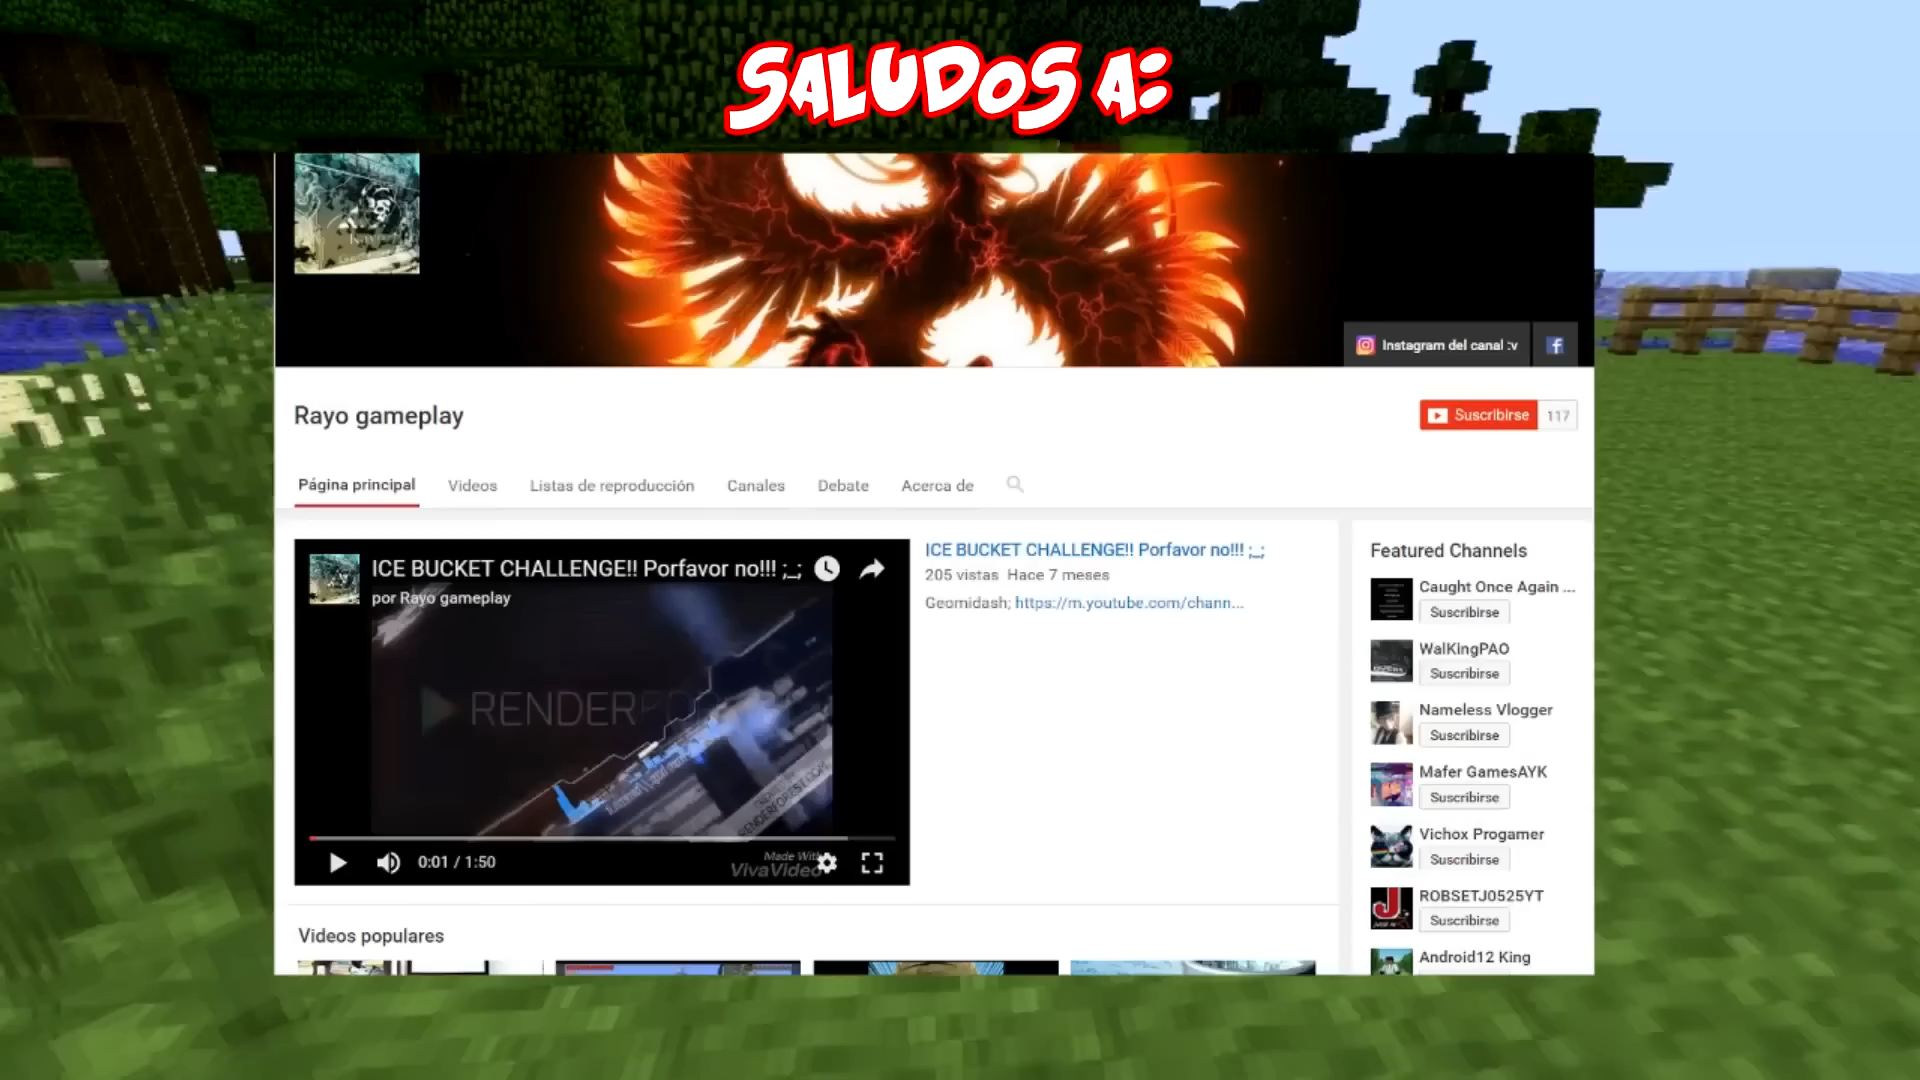 SALUDOS A:
Instagram del canal :v
Rayo gameplay
Suscribirse 117
Página principal
Videos
Listas de reproducción
Canales
Debate
Acerca de
ICE BUCKET CHALLENGE!! Porfavor no!!! ;_;
por Rayo gameplay
RENDERFO
RENDERFOREST.COM
0:01 / 1:50
Made With
VivaVideo
ICE BUCKET CHALLENGE!! Porfavor no!!! ;_;
205 vistas Hace 7 meses
Geomidash; https://m.youtube.com/chann...
Videos populares
Featured Channels
Caught Once Again ...
Suscribirse
WalKingPAO
Suscribirse
Nameless Vlogger
Suscribirse
Mafer GamesAYK
Suscribirse
Vichox Progamer
Suscribirse
ROBSETJ0525YT
Suscribirse
Android12 King